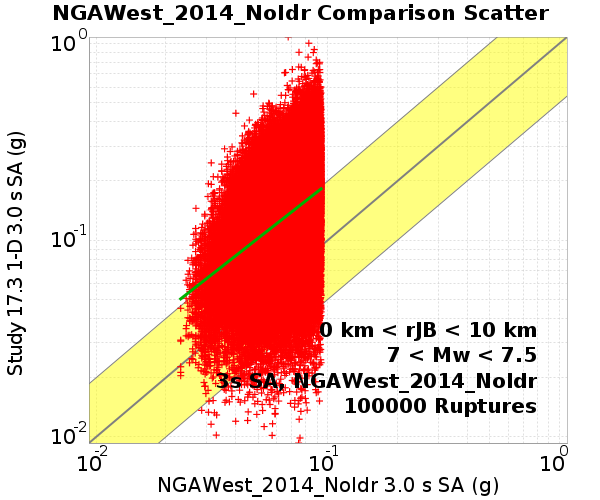 NGAWest_2014_NoIdr Comparison Scatter
10^0
10^-1
10^-2
Study 17.3 1-D 3.0 s SA (g)
0 km < rJB < 10 km
7 < Mw < 7.5
3s SA, NGAWest_2014_NoIdr
100000 Ruptures
10^-2
10^-1
10^0
NGAWest_2014_NoIdr 3.0 s SA (g)